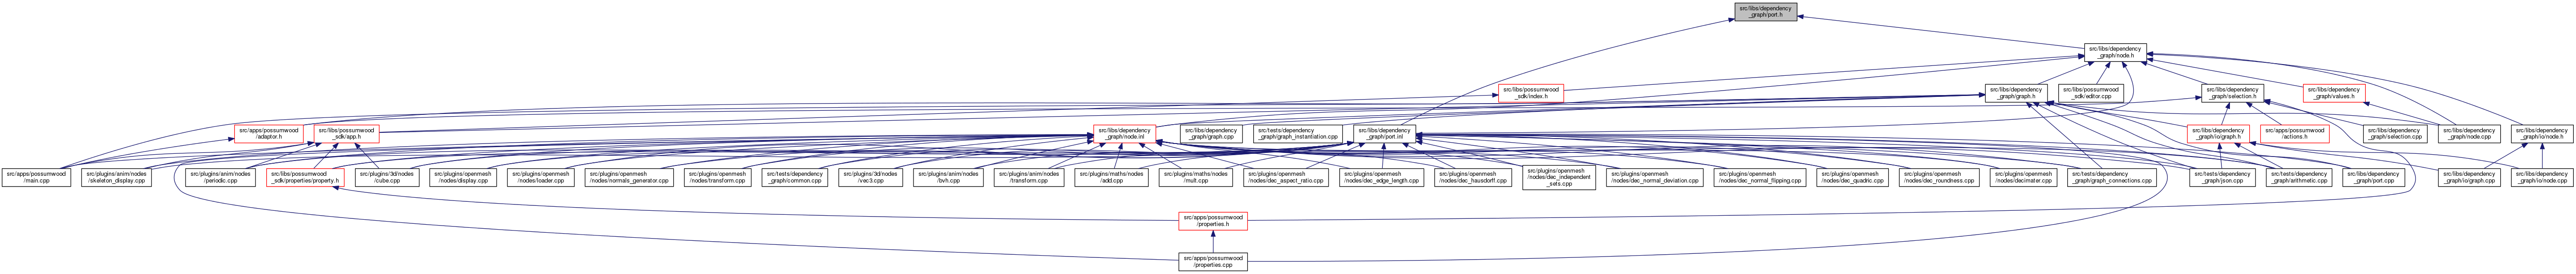 src/libs/dependency
_graph/port.h
src/libs/dependency
_graph/node.h
src/libs/possumwood
_sdk/index.h
src/libs/dependency
_graph/graph.h
src/libs/possumwood
_sdk/editor.cpp
src/libs/dependency
_graph/selection.h
src/libs/dependency
_graph/values.h
src/apps/possumwood
/adaptor.h
src/libs/possumwood
_sdk/app.h
src/libs/dependency
_graph/node.inl
src/libs/dependency
_graph/graph.cpp
src/tests/dependency
_graph/graph_instantiation.cpp
src/libs/dependency
_graph/port.inl
src/libs/dependency
_graph/io/graph.h
src/apps/possumwood
/actions.h
src/libs/dependency
_graph/selection.cpp
src/libs/dependency
_graph/node.cpp
src/libs/dependency
_graph/io/node.h
src/apps/possumwood
/main.cpp
src/plugins/anim/nodes
/skeleton_display.cpp
src/plugins/anim/nodes
/periodic.cpp
src/libs/possumwood
_sdk/properties/property.h
src/plugins/3d/nodes
/cube.cpp
src/plugins/openmesh
/nodes/display.cpp
src/plugins/openmesh
/nodes/loader.cpp
src/plugins/openmesh
/nodes/normals_generator.cpp
src/plugins/openmesh
/nodes/transform.cpp
src/tests/dependency
_graph/common.cpp
src/plugins/3d/nodes
/vec3.cpp
src/plugins/anim/nodes
/bvh.cpp
src/plugins/anim/nodes
/transform.cpp
src/plugins/maths/nodes
/add.cpp
src/plugins/maths/nodes
/mult.cpp
src/plugins/openmesh
/nodes/dec_aspect_ratio.cpp
src/plugins/openmesh
/nodes/dec_edge_length.cpp
src/plugins/openmesh
/nodes/dec_hausdorff.cpp
src/plugins/openmesh
/nodes/dec_independent
_sets.cpp
src/plugins/openmesh
/nodes/dec_normal_deviation.cpp
src/plugins/openmesh
/nodes/dec_normal_flipping.cpp
src/plugins/openmesh
/nodes/dec_quadric.cpp
src/plugins/openmesh
/nodes/dec_roundness.cpp
src/plugins/openmesh
/nodes/decimater.cpp
src/tests/dependency
_graph/graph_connections.cpp
src/tests/dependency
_graph/json.cpp
src/tests/dependency
_graph/arithmetic.cpp
src/libs/dependency
_graph/port.cpp
src/libs/dependency
_graph/io/graph.cpp
src/libs/dependency
_graph/io/node.cpp
src/apps/possumwood
/properties.h
src/apps/possumwood
/properties.cpp